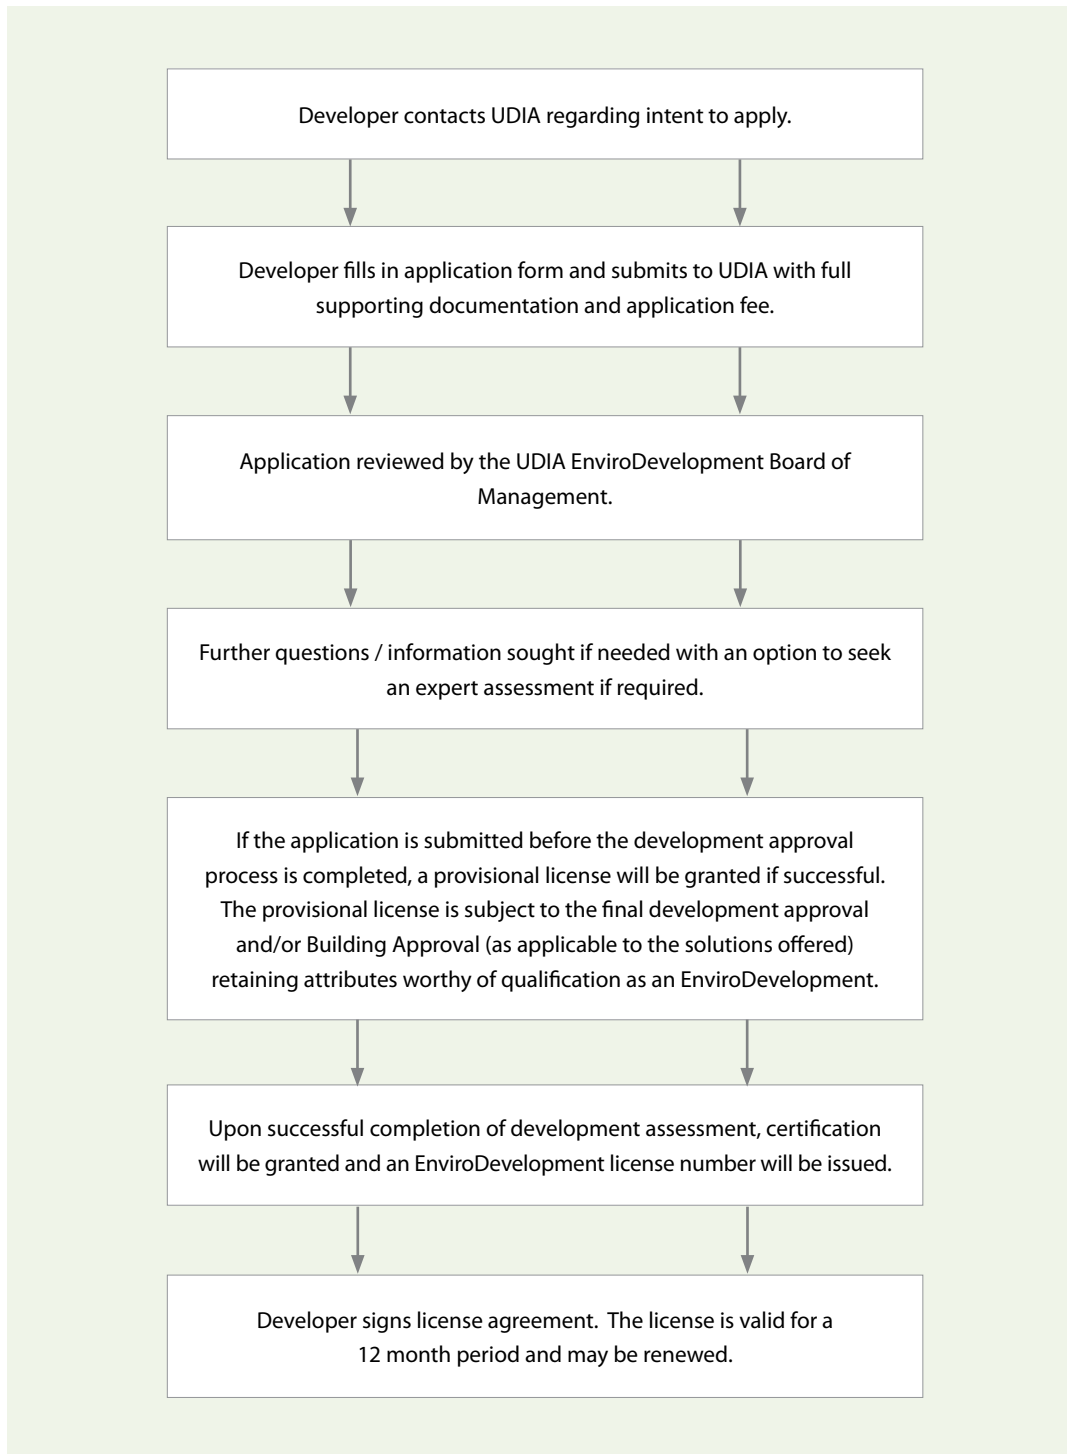 Developer contacts UDIA regarding intent to apply.
Developer fills in application form and submits to UDIA with full
supporting documentation and application fee.
Application reviewed by the UDIA EnviroDevelopment Board of
Management.
Further questions / information sought if needed with an option to seek
an expert assessment if required.
If the application is submitted before the development approval
process is completed, a provisional license will be granted if successful.
The provisional license is subject to the final development approval
and/or Building Approval (as applicable to the solutions offered)
retaining attributes worthy of qualification as an EnviroDevelopment.
Upon successful completion of development assessment, certification
will be granted and an EnviroDevelopment license number will be issued.
Developer signs license agreement.  The license is valid for a
12 month period and may be renewed.